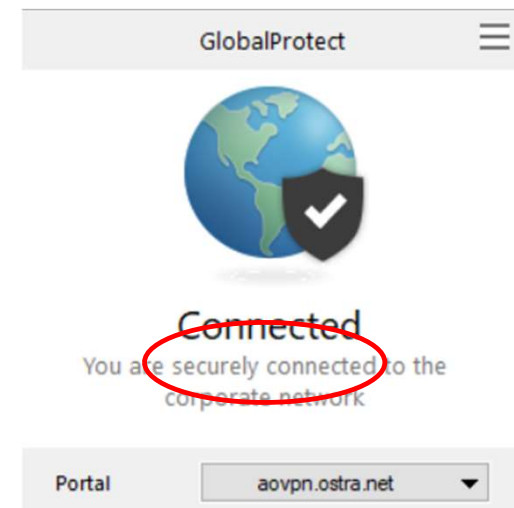 GlobalProtect
Connected
You are securely connected to the
corporate network
Portal aovpn.ostra.net